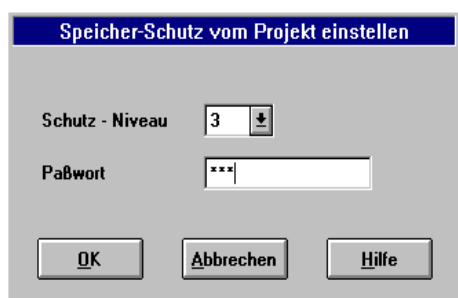 Speicher-Schutz vom Projekt einstellen
Schutz - Niveau 3
Paßwort ***
OK Abbrechen Hilfe